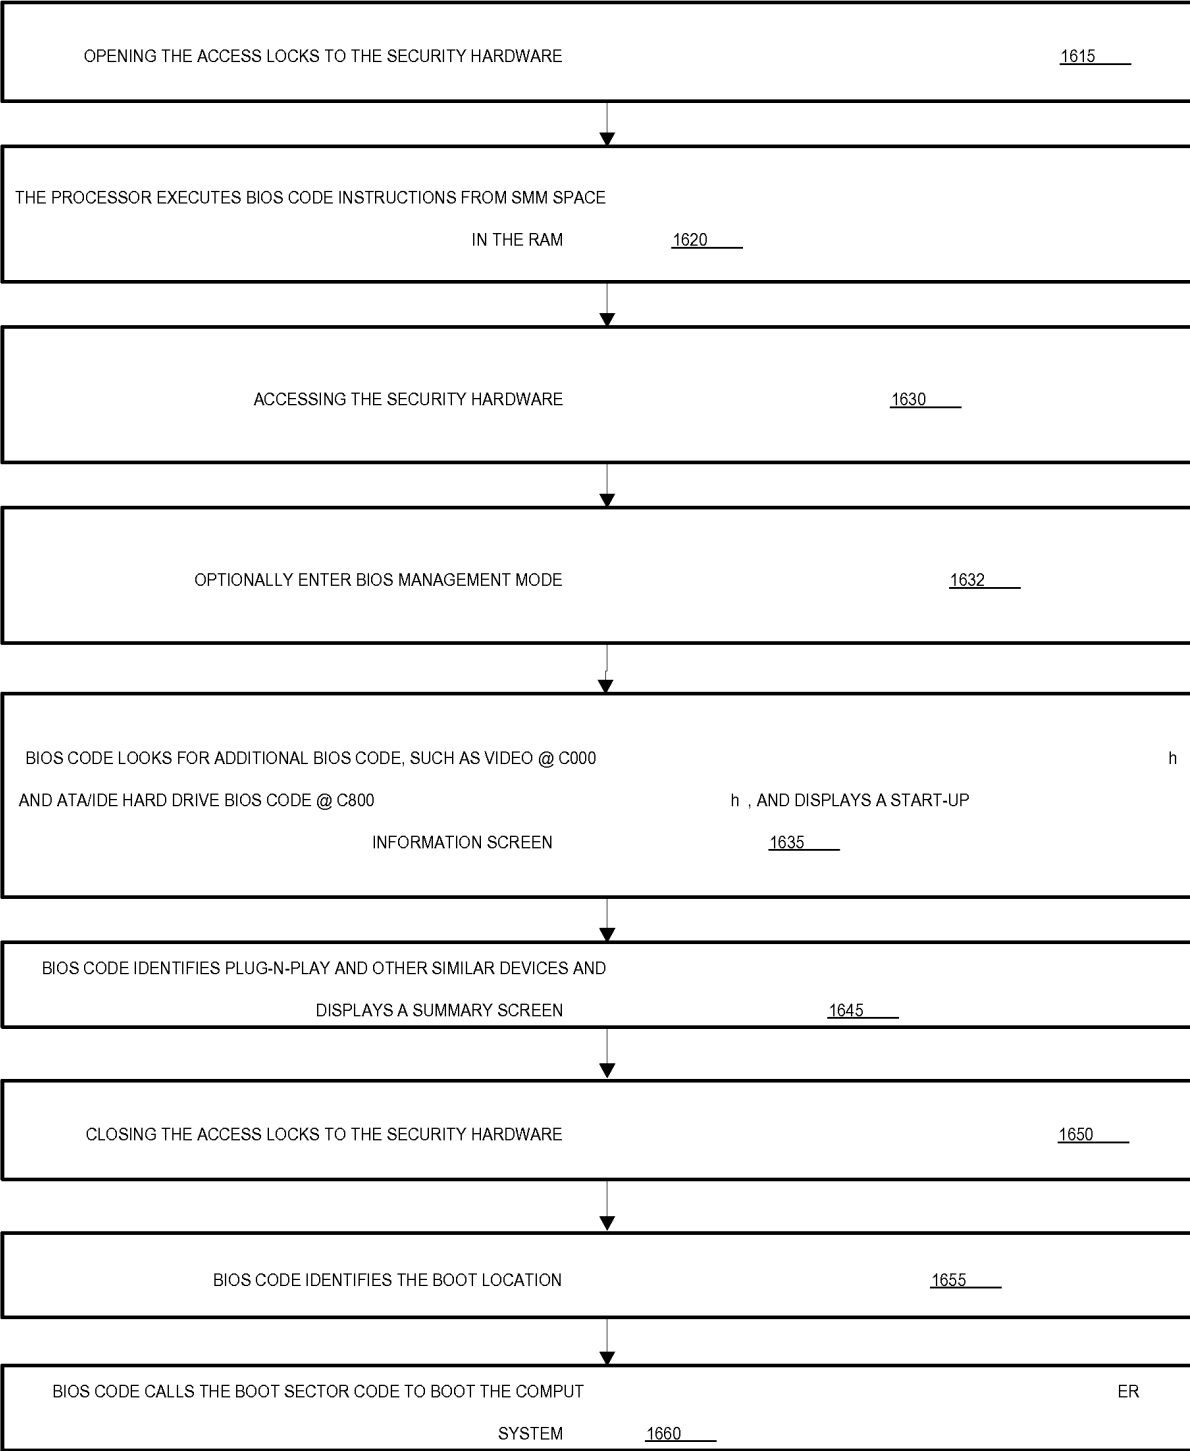 OPENING THE ACCESS LOCKS TO THE SECURITY HARDWARE 1615
THE PROCESSOR EXECUTES BIOS CODE INSTRUCTIONS FROM SMM SPACE
IN THE RAM 1620
ACCESSING THE SECURITY HARDWARE 1630
OPTIONALLY ENTER BIOS MANAGEMENT MODE 1632
BIOS CODE LOOKS FOR ADDITIONAL BIOS CODE, SUCH AS VIDEO @ C000 h
AND ATA/IDE HARD DRIVE BIOS CODE @ C800 h , AND DISPLAYS A START-UP
INFORMATION SCREEN 1635
BIOS CODE IDENTIFIES PLUG-N-PLAY AND OTHER SIMILAR DEVICES AND
DISPLAYS A SUMMARY SCREEN 1645
CLOSING THE ACCESS LOCKS TO THE SECURITY HARDWARE 1650
BIOS CODE IDENTIFIES THE BOOT LOCATION 1655
BIOS CODE CALLS THE BOOT SECTOR CODE TO BOOT THE COMPUT ER
SYSTEM 1660